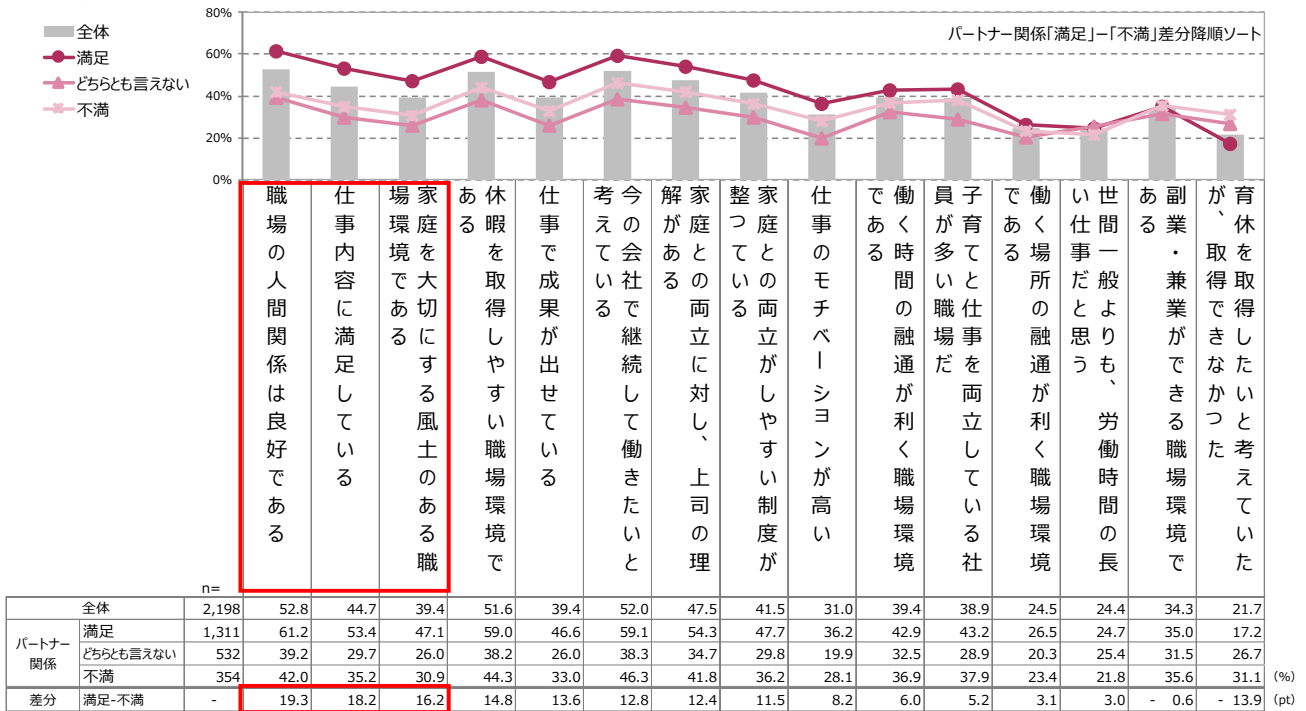 80%
60%
40%
20%
0%
全体
満足
どちらとも言えない
不満
パートナー関係「満足」－「不満」差分降順ソート
職場の人間関係は良好である
仕事内容に満足している
家庭を大切にする風土のある職
場環境である
休暇を取得しやすい職場環境で
ある
仕事で成果が出せている
今の会社で継続して働きたいと
考えている
家庭との両立に対し、上司の理
解がある
家庭との両立がしやすい制度が
整っている
仕事のモチベーションが高い
働く時間の融通が利く職場環境
である
子育てと仕事を両立している社
員が多い職場だ
働く場所の融通が利く職場環境
である
世間一般よりも、労働時間の長
い仕事だと思う
副業・兼業ができる職場環境で
ある
育休を取得したいと考えていた
が、取得できなかつた
n=
全体 2,198 52.8 44.7 39.4 51.6 39.4 52.0 47.5 41.5 31.0 39.4 38.9 24.5 24.4 34.3 21.7
パートナー
関係
満足 1,311 61.2 53.4 47.1 59.0 46.6 59.1 54.3 47.7 36.2 42.9 43.2 26.5 24.7 35.0 17.2
どちらとも言えない 532 39.2 29.7 26.0 38.2 26.0 38.3 34.7 29.8 19.9 32.5 28.9 20.3 25.4 31.5 26.7
不満 354 42.0 35.2 30.9 44.3 33.0 46.3 41.8 36.2 28.1 36.9 37.9 23.4 21.8 35.6 31.1 (%)
差分 満足-不満 - 19.3 18.2 16.2 14.8 13.6 12.8 12.4 11.5 8.2 6.0 5.2 3.1 3.0 - 0.6 - 13.9 (pt)